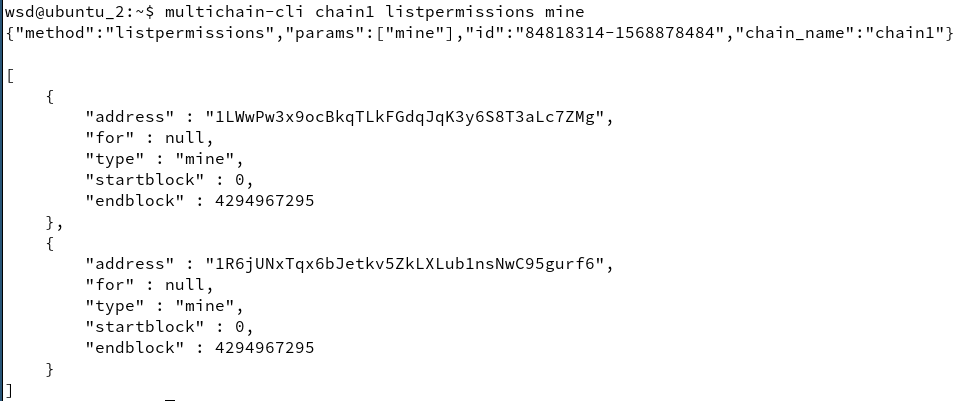 wsd@ubuntu_2:~$ multichain-cli chain1 listpermissions mine
{"method":"listpermissions","params":["mine"],"id":"84818314-1568878484","chain_name":"chain1"}

[
    {
        "address" : "1LWwPw3x9ocBkqTLkFGdqJqK3y6S8T3aLc7ZMg",
        "for" : null,
        "type" : "mine",
        "startblock" : 0,
        "endblock" : 4294967295
    },
    {
        "address" : "1R6jUNxTqx6bJetkv5ZkLXLub1nsNwC95gurf6",
        "for" : null,
        "type" : "mine",
        "startblock" : 0,
        "endblock" : 4294967295
    }
]